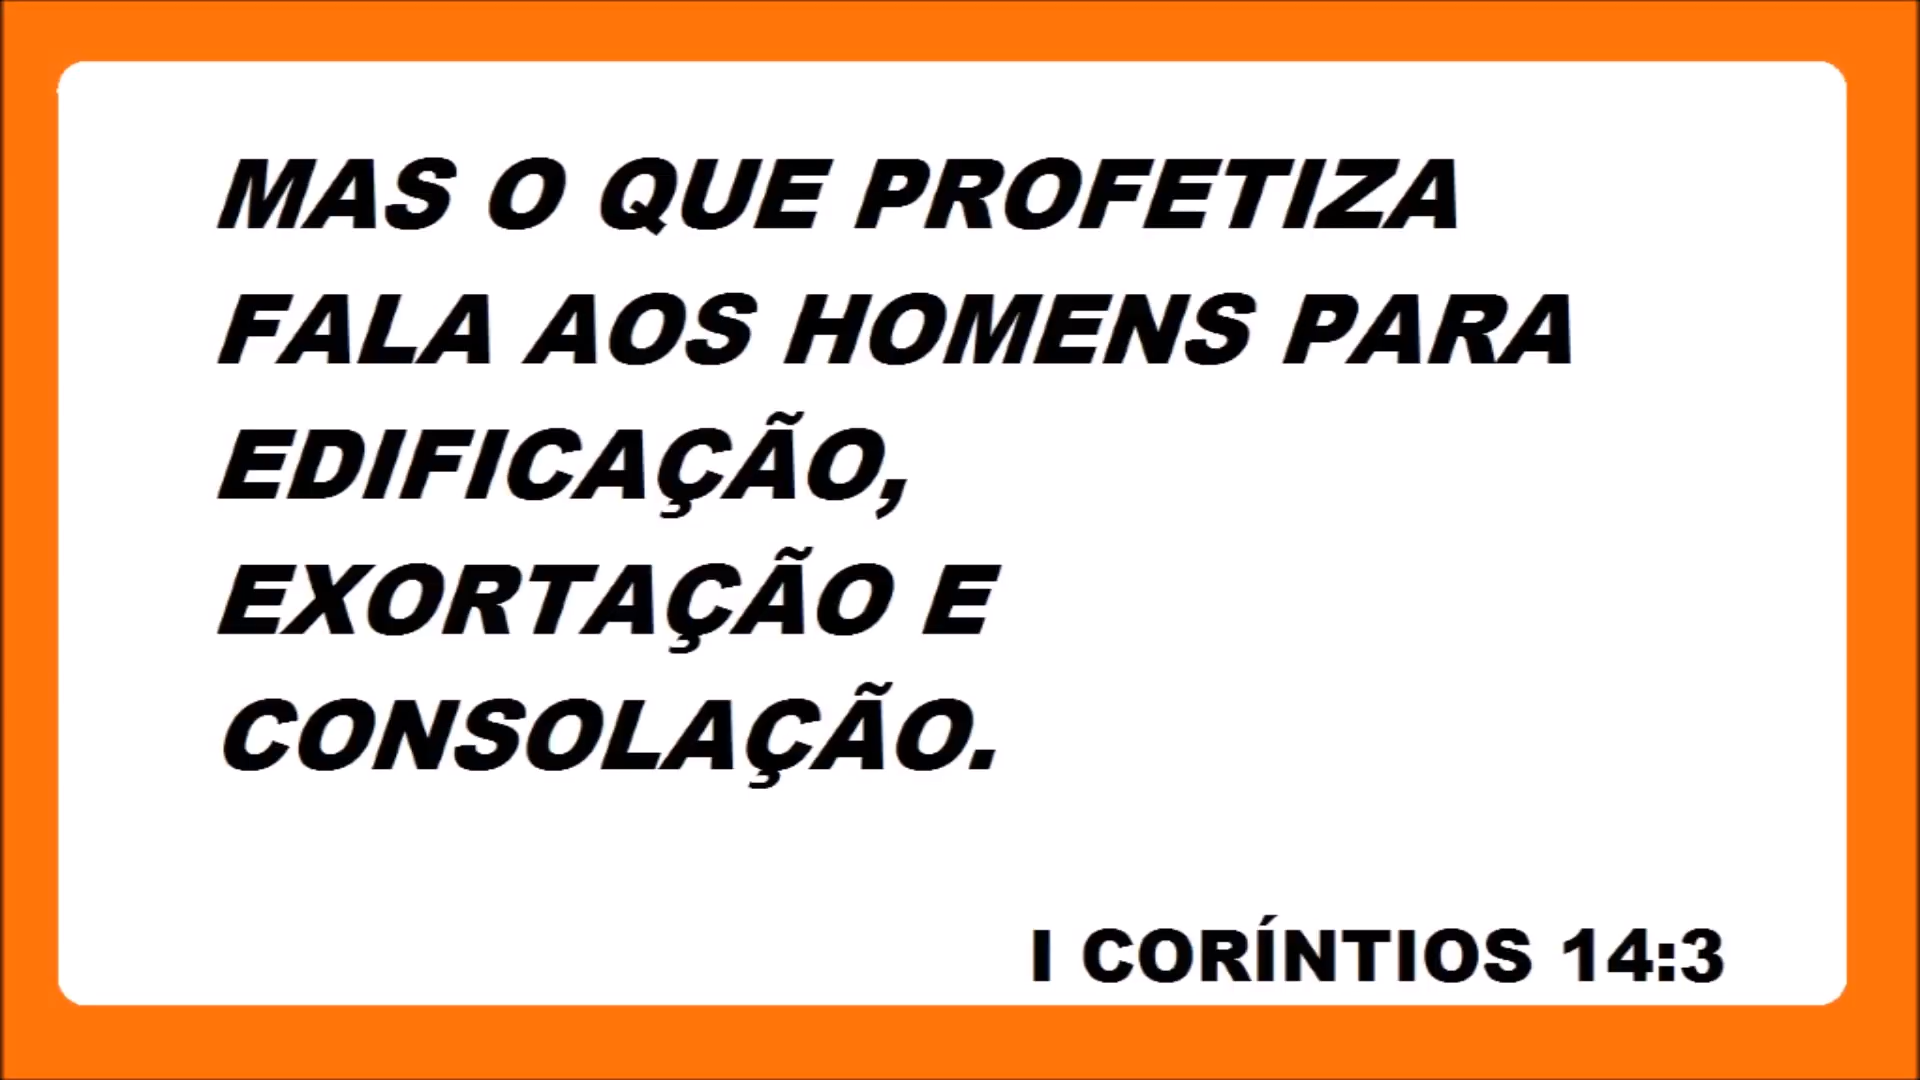 MAS O QUE PROFETIZA
FALA AOS HOMENS PARA
EDIFICAÇÃO,
EXORTAÇÃO E
CONSOLAÇÃO.
I CORÍNTIOS 14:3